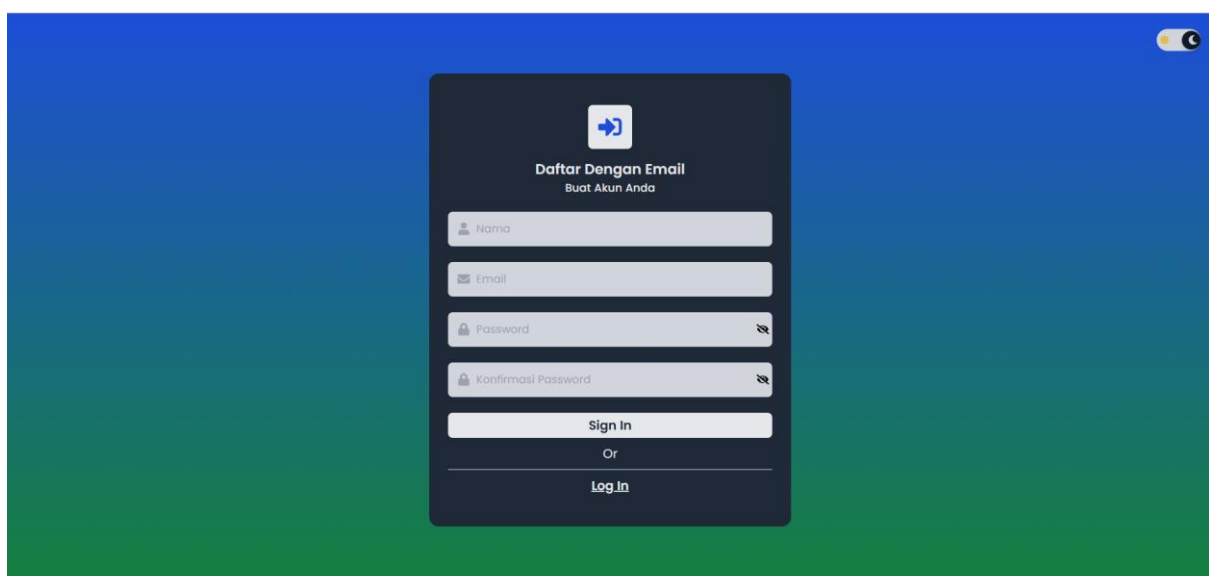 Daftar Dengan Email
Buat Akun Anda
Nama
Email
Password
Konfirmasi Password
Sign In
Or
Log In